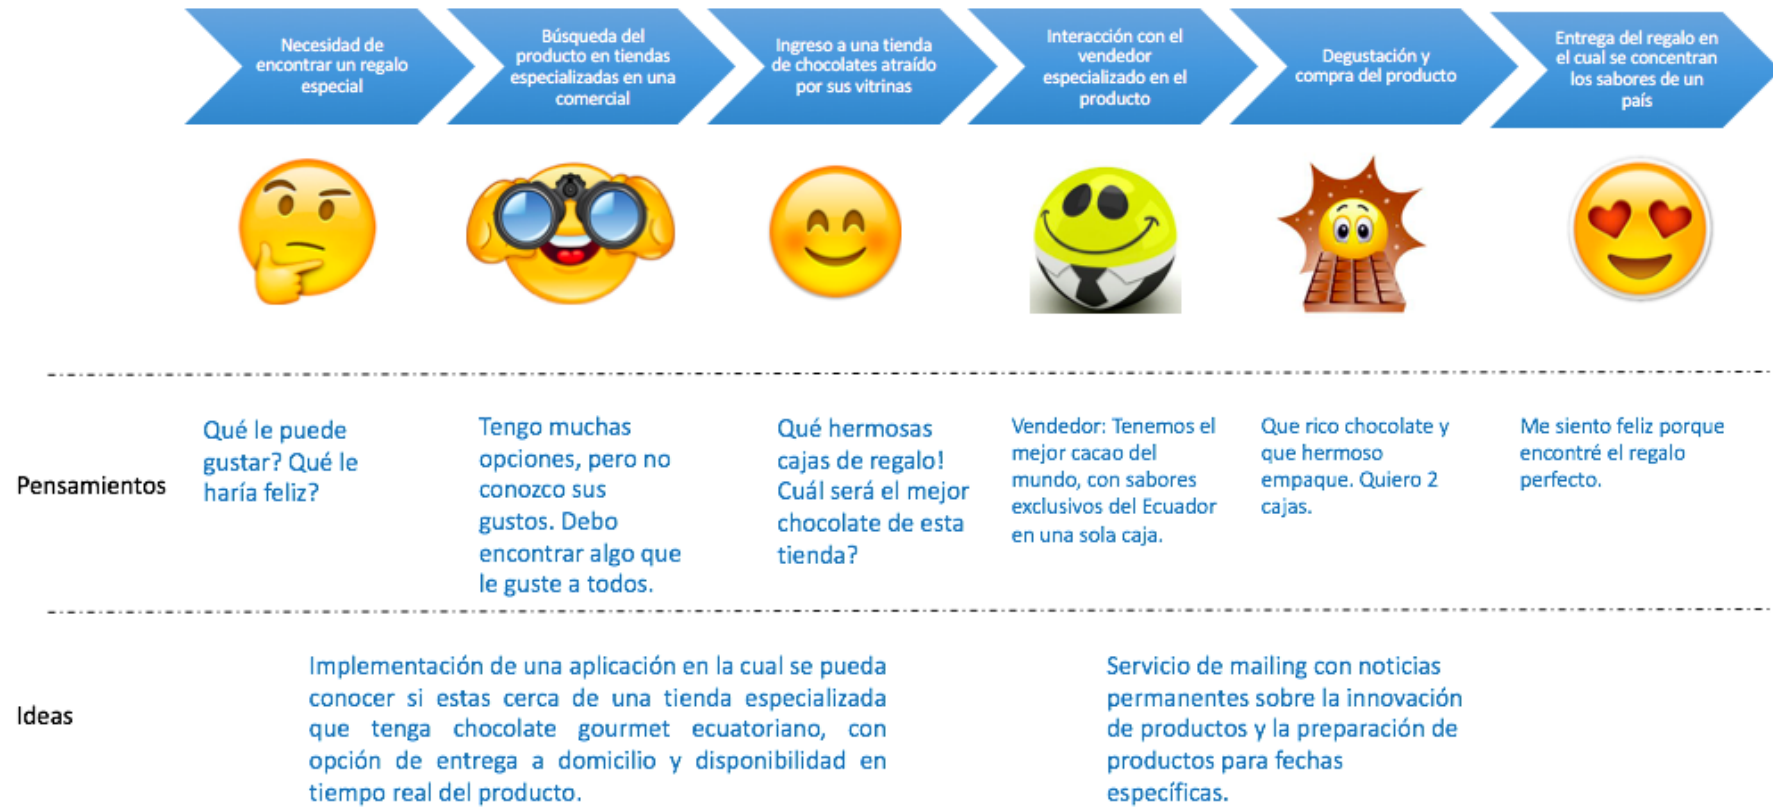 Necesidad de
encontrar un regalo
especial
Búsqueda del
producto en tiendas
especializadas en una
comercial
Ingreso a una tienda
de chocolates atraído
por sus vitrinas
Interacción con el
vendedor
especializado en el
producto
Degustación y
compra del producto
Entrega del regalo en
el cual se concentran
los sabores de un
país
Pensamientos
Qué le puede
gustar? Qué le
haría feliz?
Tengo muchas
opciones, pero no
conozco sus
gustos. Debo
encontrar algo que
le guste a todos.
Qué hermosas
cajas de regalo!
Cuál será el mejor
chocolate de esta
tienda?
Vendedor: Tenemos el
mejor cacao del
mundo, con sabores
exclusivos del Ecuador
en una sola caja.
Que rico chocolate y
que hermoso
empaque. Quiero 2
cajas.
Me siento feliz porque
encontré el regalo
perfecto.
Ideas
Implementación de una aplicación en la cual se pueda
conocer si estas cerca de una tienda especializada
que tenga chocolate gourmet ecuatoriano, con
opción de entrega a domicilio y disponibilidad en
tiempo real del producto.
Servicio de mailing con noticias
permanentes sobre la innovación
de productos y la preparación de
productos para fechas
específicas.